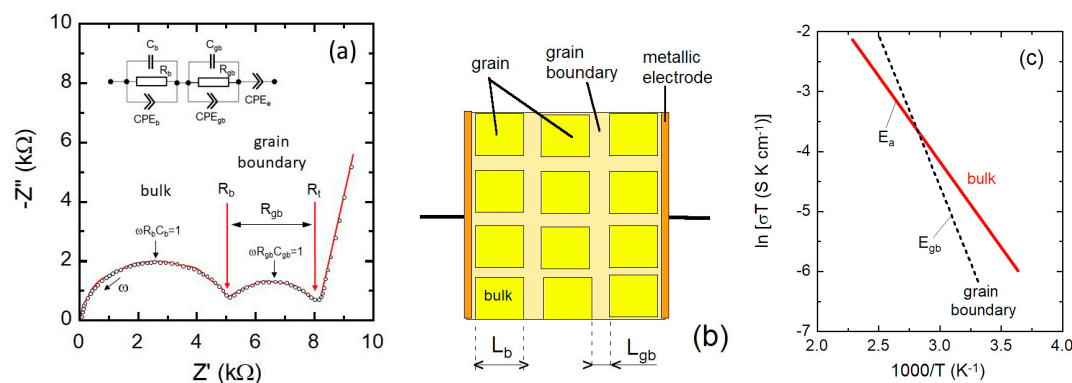 (a)
C_b
C_gb
R_b
R_gb
CPE_b
CPE_gb
CPE_e
10
8
6
4
2
0
-Z'' (kΩ)
bulk
grain
boundary
R_b
R_t
R_gb
ωR_bC_b=1
ωR_gbC_gb=1
ω
0
2
4
6
8
10
Z' (kΩ)
grain
grain
boundary
metallic
electrode
bulk
L_b
L_gb
(b)
(c)
-2
-3
-4
-5
-6
-7
ln [σT (S K cm⁻¹)]
E_a
bulk
E_gb
grain
boundary
2.0
2.5
3.0
3.5
4.0
1000/T (K⁻¹)